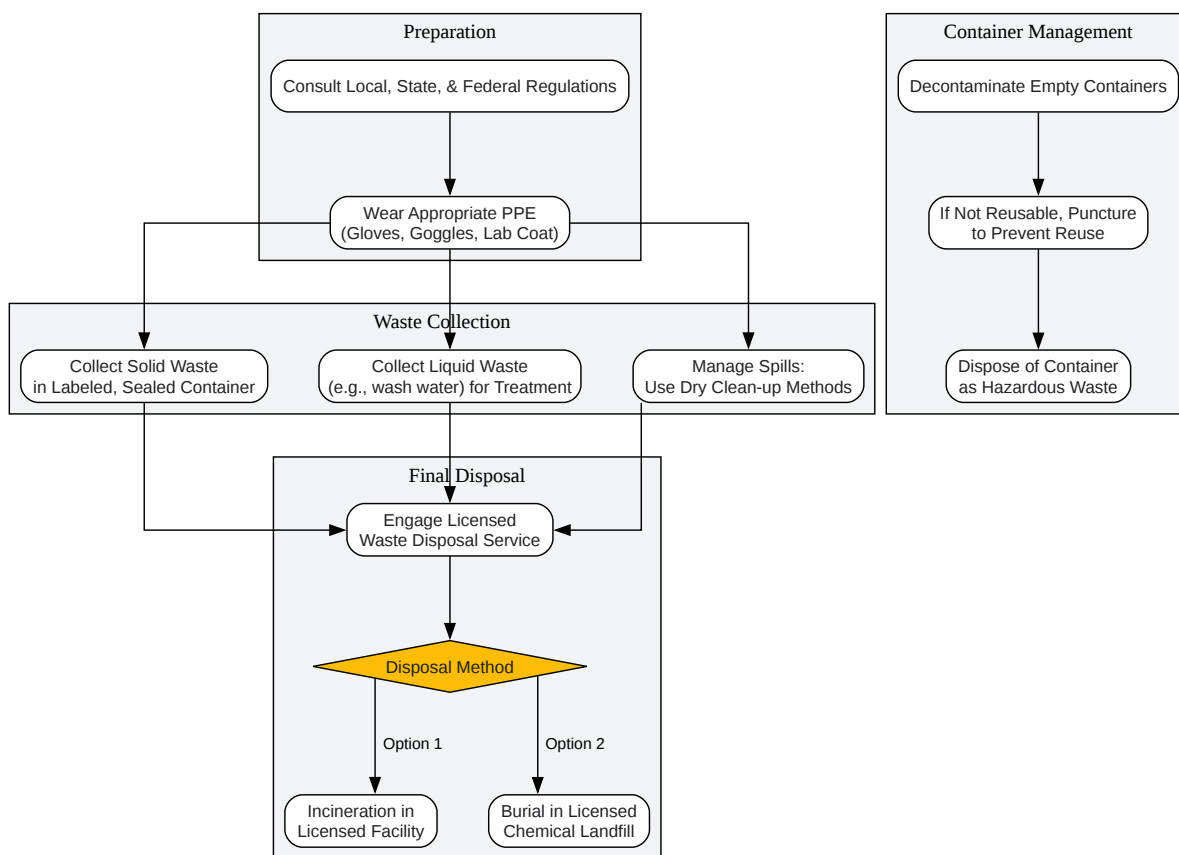 Preparation
Consult Local, State, & Federal Regulations
Wear Appropriate PPE
(Gloves, Goggles, Lab Coat)
Waste Collection
Collect Solid Waste
in Labeled, Sealed Container
Collect Liquid Waste
(e.g., wash water) for Treatment
Manage Spills:
Use Dry Clean-up Methods
Final Disposal
Engage Licensed
Waste Disposal Service
Disposal Method
Option 1
Option 2
Incineration in
Licensed Facility
Burial in Licensed
Chemical Landfill
Container Management
Decontaminate Empty Containers
If Not Reusable, Puncture
to Prevent Reuse
Dispose of Container
as Hazardous Waste